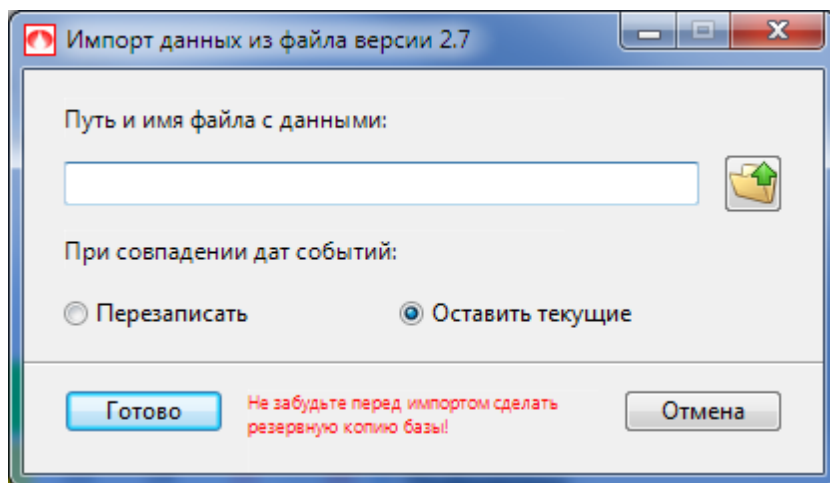 Импорт данных из файла версии 2.7
Путь и имя файла с данными:
При совпадении дат событий:
Перезаписать
Оставить текущие
Готово
Не забудьте перед импортом сделать
резервную копию базы!
Отмена